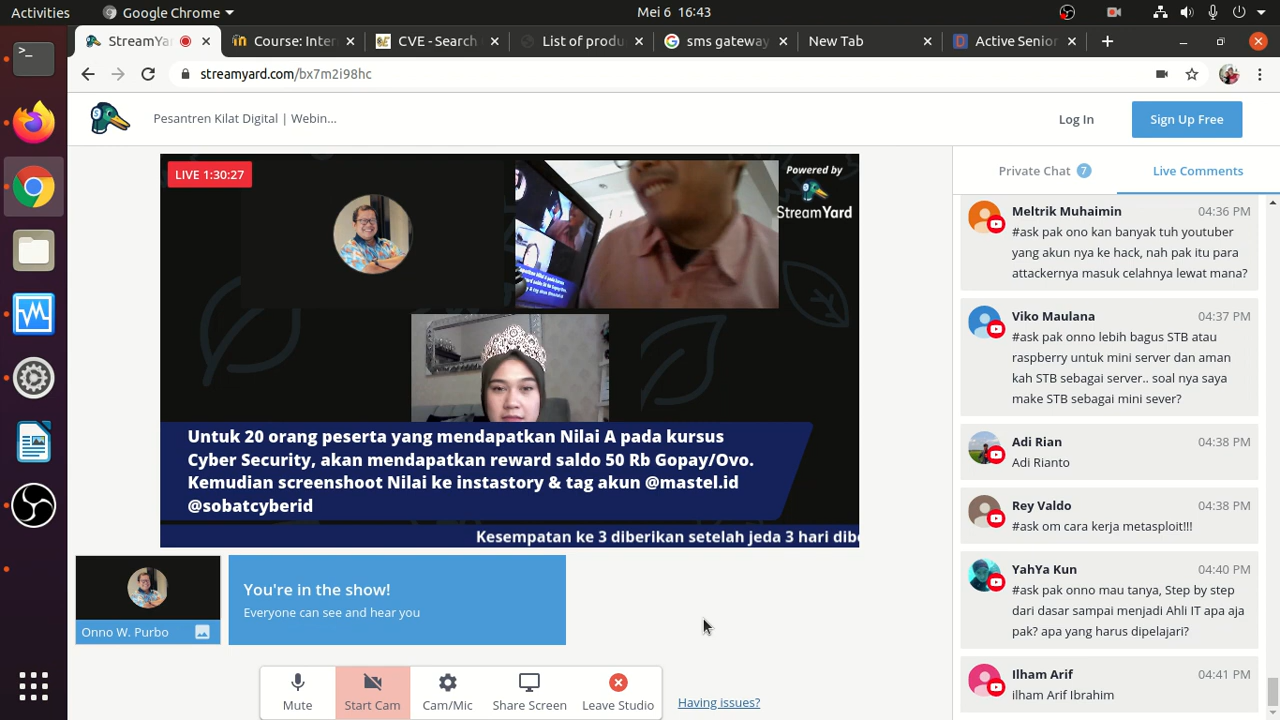 Activities
Google Chrome
Mei 6 16:43
StreamYar
Course: Inter
CVE - Search
List of produ
sms gateway
New Tab
Active Senior
streamyard.com/bx7m2i98hc
Pesantren Kilat Digital | Webin...
Log In
Sign Up Free
LIVE 1:30:27
Powered by
StreamYard
Untuk 20 orang peserta yang mendapatkan Nilai A pada kursus
Cyber Security, akan mendapatkan reward saldo 50 Rb Gopay/Ovo.
Kemudian screenshoot Nilai ke instastory & tag akun @mastel.id
@sobatcyberid
Kesempatan ke 3 diberikan setelah jeda 3 hari dibe
Onno W. Purbo
You're in the show!
Everyone can see and hear you
Mute
Start Cam
Cam/Mic
Share Screen
Leave Studio
Having issues?
Private Chat 7
Live Comments
Meltrik Muhaimin 04:36 PM
#ask pak ono kan banyak tuh youtuber
yang akun nya ke hack, nah pak itu para
attackernya masuk celahnya lewat mana?
Viko Maulana 04:37 PM
#ask pak onno lebih bagus STB atau
raspberry untuk mini server dan aman
kah STB sebagai server.. soal nya saya
make STB sebagai mini sever?
Adi Rian 04:38 PM
Adi Rianto
Rey Valdo 04:38 PM
#ask om cara kerja metasploit!!!
YahYa Kun 04:40 PM
#ask pak onno mau tanya, Step by step
dari dasar sampai menjadi Ahli IT apa aja
pak? apa yang harus dipelajari?
Ilham Arif 04:41 PM
ilham Arif Ibrahim